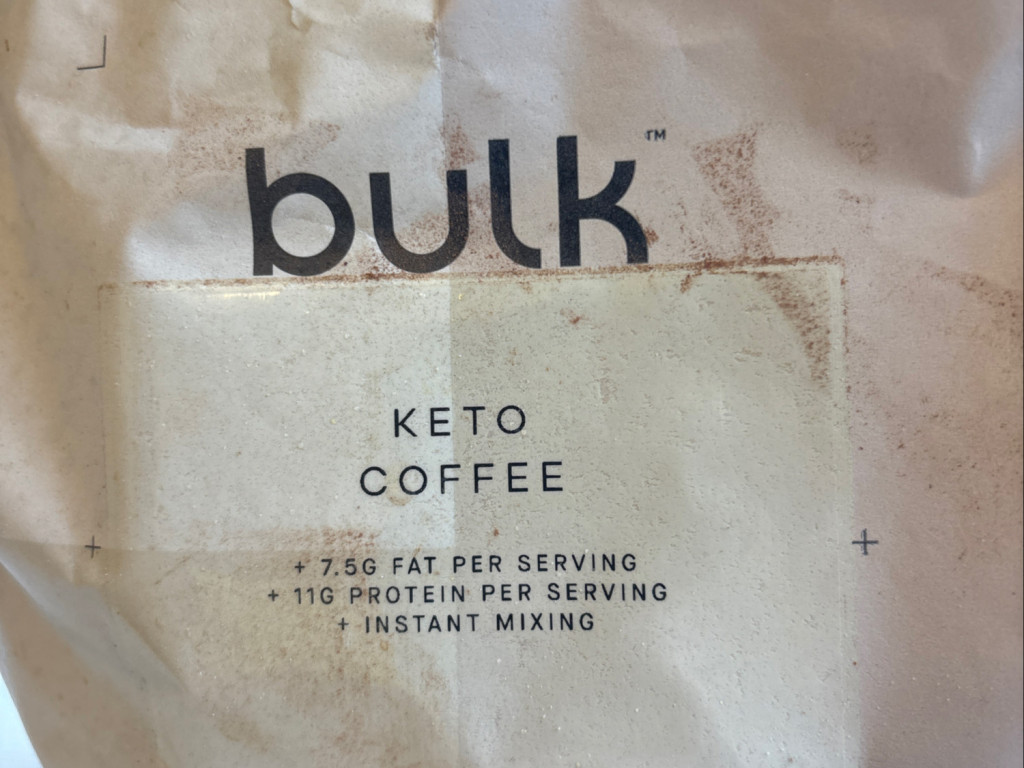 bulk™
KETO
COFFEE
+ 7.5G FAT PER SERVING
+ 11G PROTEIN PER SERVING
+ INSTANT MIXING